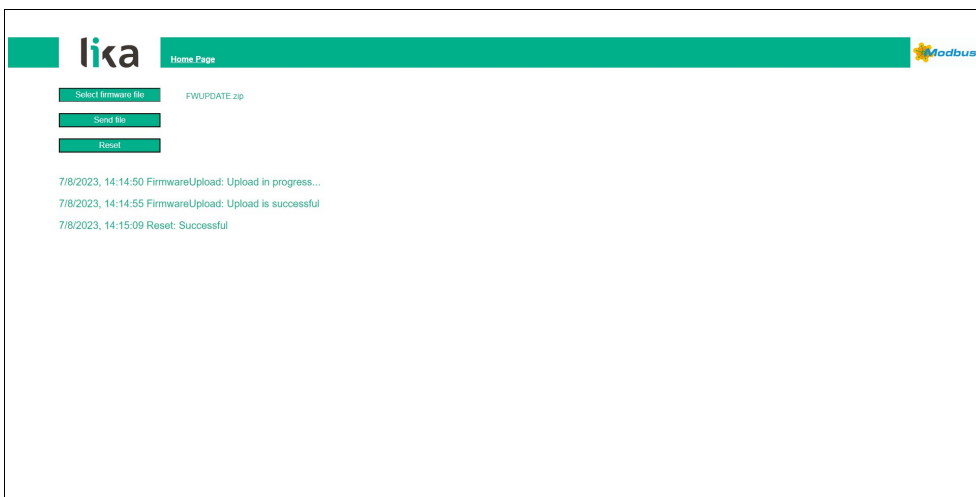 lika
Home Page
Modbus
Select firmware file
FWUPDATE.zip
Send file
Reset
7/8/2023, 14:14:50 FirmwareUpload: Upload in progress...
7/8/2023, 14:14:55 FirmwareUpload: Upload is successful
7/8/2023, 14:15:09 Reset: Successful